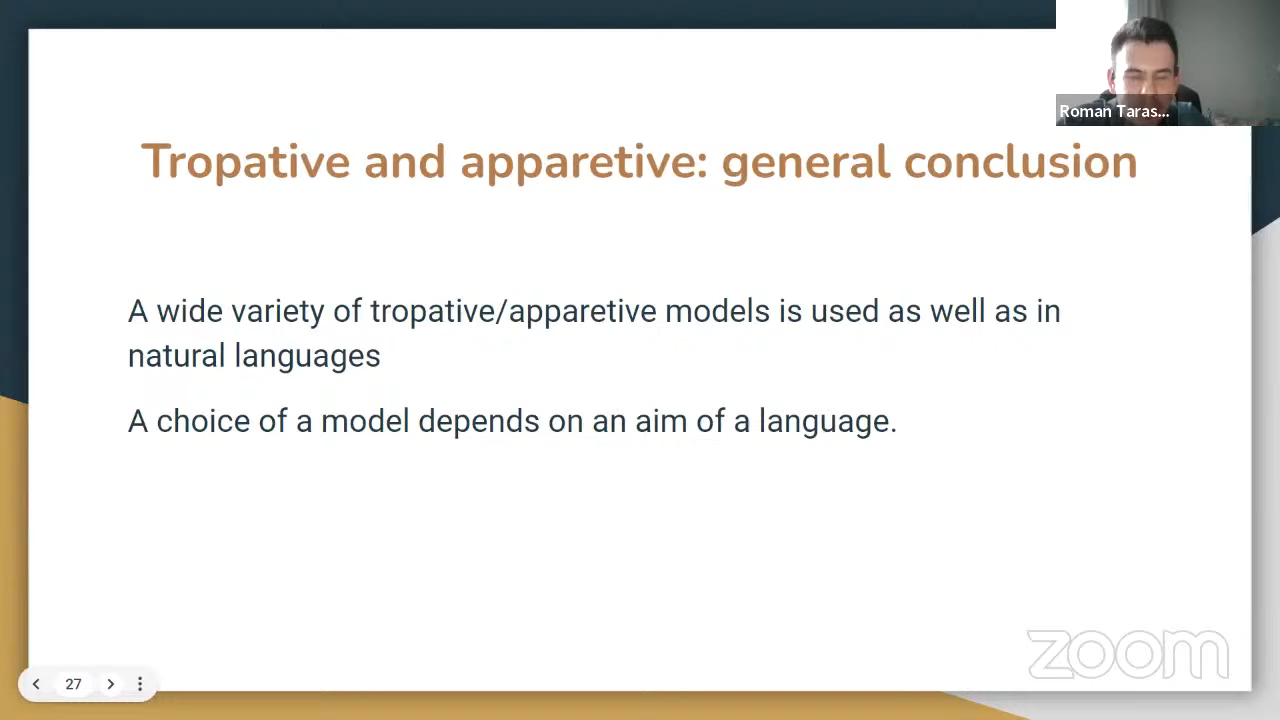 Roman Taras...
Tropative and apparetive: general conclusion
A wide variety of tropative/apparetive models is used as well as in
natural languages
A choice of a model depends on an aim of a language.
zoom
27